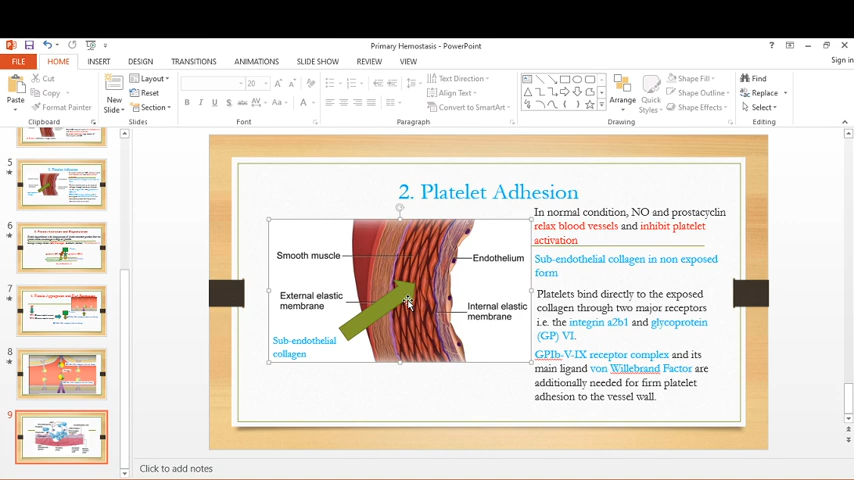 Primary Hemostasis - PowerPoint
Sign in
FILE HOME INSERT DESIGN TRANSITIONS ANIMATIONS SLIDE SHOW REVIEW VIEW
Paste
Cut
Copy
Format Painter
Clipboard
New
Slide
Layout
Reset
Section
Slides
20
Font
Text Direction
Align Text
Convert to SmartArt
Paragraph
Arrange
Quick
Styles
Shape Fill
Shape Outline
Shape Effects
Drawing
Find
Replace
Select
Editing
5
6
7
8
9
2. Platelet Adhesion
Smooth muscle
External elastic
membrane
Sub-endothelial
collagen
Endothelium
Internal elastic
membrane
In normal condition, NO and prostacyclin
relax blood vessels and inhibit platelet
activation
Sub-endothelial collagen in non exposed
form
Platelets bind directly to the exposed
collagen through two major receptors
i.e. the integrin a2b1 and glycoprotein
(GP) VI.
GPIb-V-IX receptor complex and its
main ligand von Willebrand Factor are
additionally needed for firm platelet
adhesion to the vessel wall.
Click to add notes